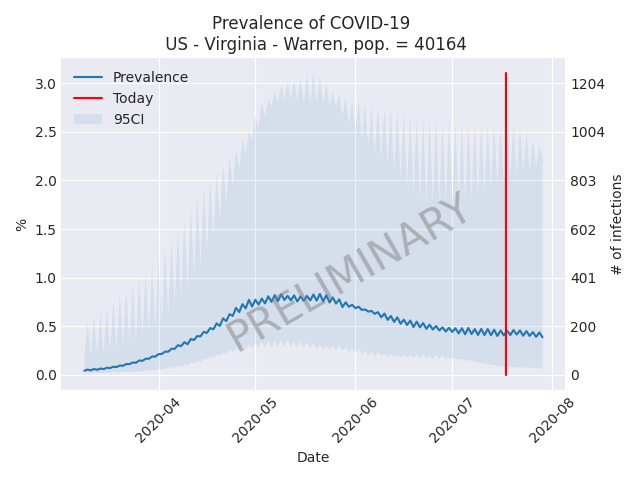 Prevalence of COVID-19
US - Virginia - Warren, pop. = 40164
Prevalence
Today
95CI
3.0
2.5
2.0
1.5
1.0
0.5
0.0
%
1204
1004
803
602
401
200
0
# of infections
PRELIMINARY
2020-04
2020-05
2020-06
2020-07
2020-08
Date